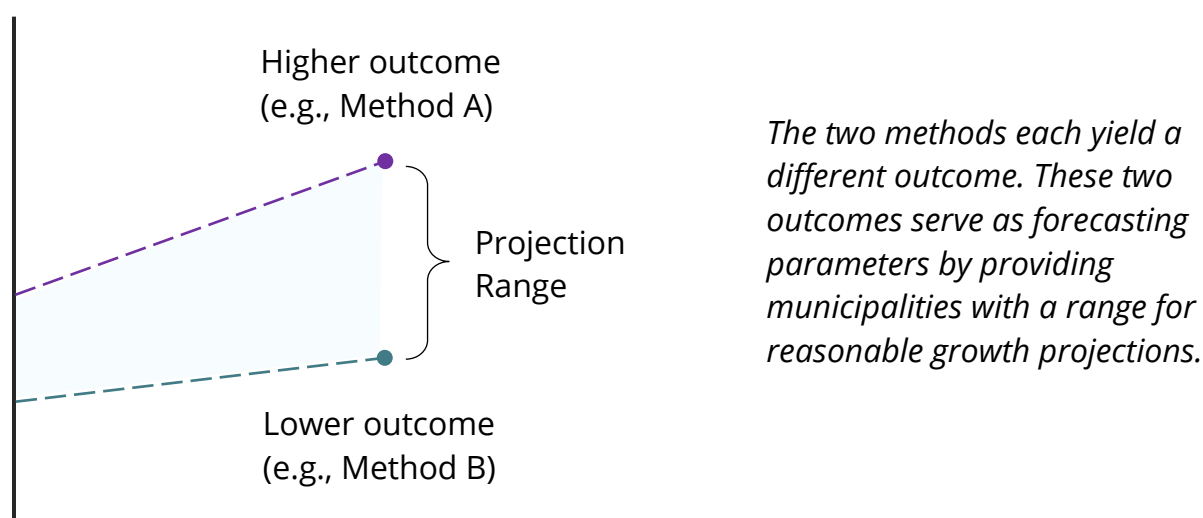 Higher outcome
(e.g., Method A)
Projection
Range
Lower outcome
(e.g., Method B)
The two methods each yield a
different outcome. These two
outcomes serve as forecasting
parameters by providing
municipalities with a range for
reasonable growth projections.